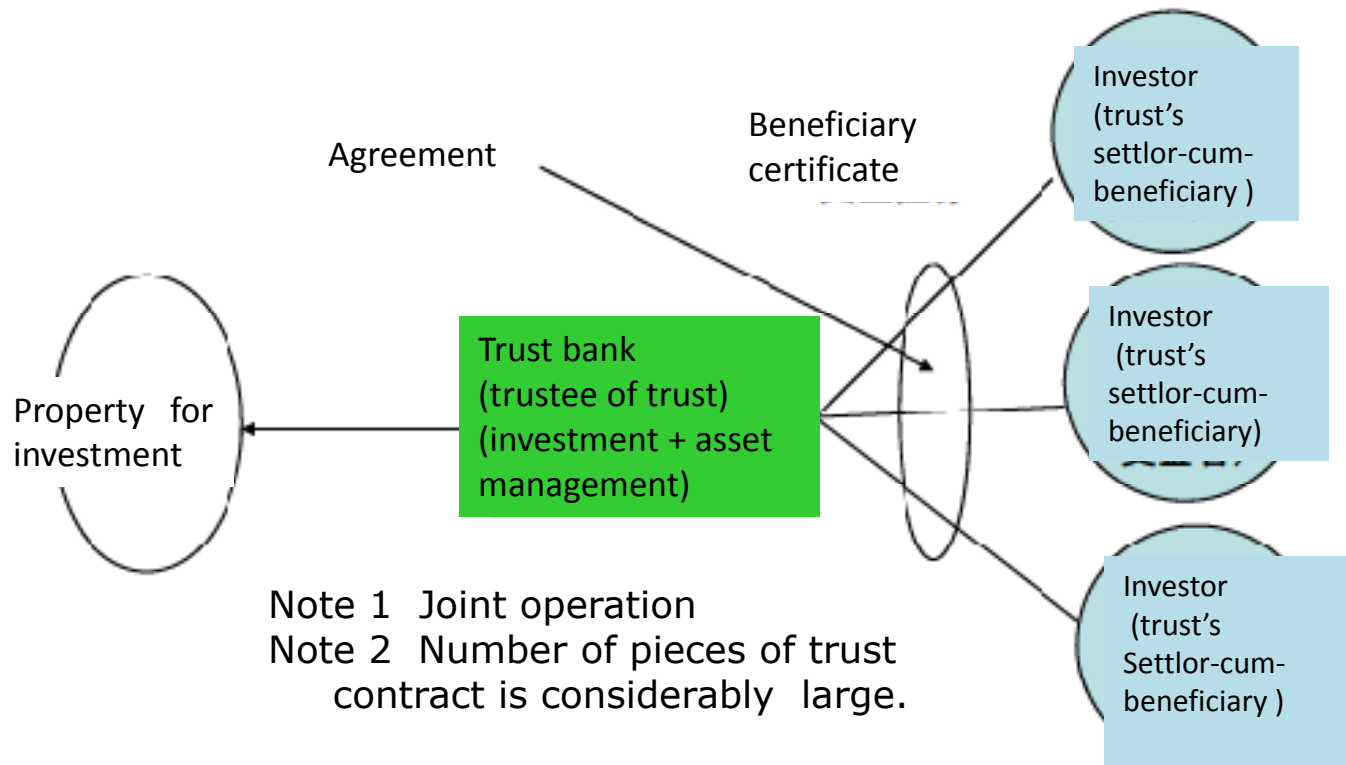 Agreement
Beneficiary
certificate
Investor
(trust’s
settlor-cum-
beneficiary )
Property for
investment
Trust bank
(trustee of trust)
(investment + asset
management)
Investor
(trust’s
settlor-cum-
beneficiary)
Investor
(trust’s
Settlor-cum-
beneficiary )
Note 1 Joint operation
Note 2 Number of pieces of trust
contract is considerably large.